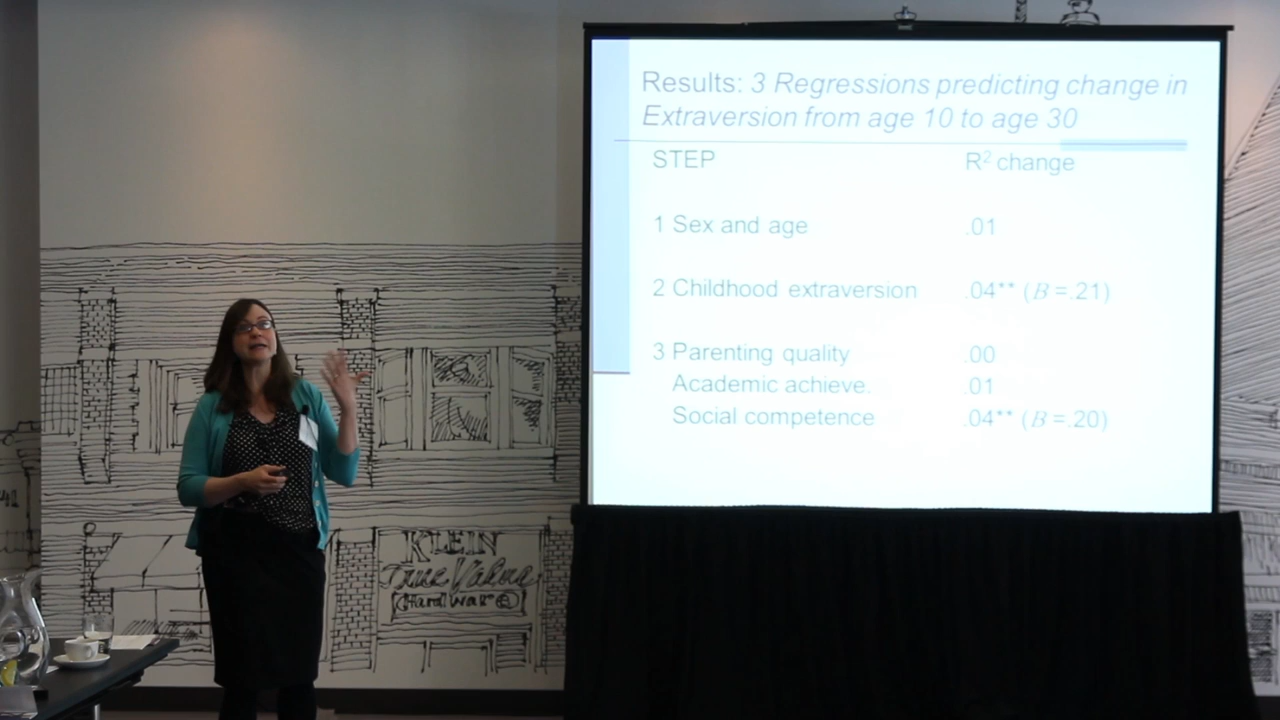 Results: 3 Regressions predicting change in
Extraversion from age 10 to age 30
STEP R² change
1 Sex and age .01
2 Childhood extraversion .04** (B =.21)
3 Parenting quality .00
Academic achieve. .01
Social competence .04** (B =.20)
KLEIN
True Value
Hardware